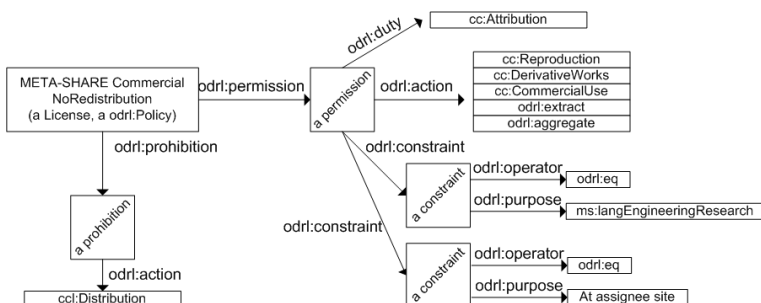 cc:Attribution
odrl:duty
META-SHARE Commercial
NoRedistribution
(a License, a odrl:Policy)
odrl:permission
a permission
odrl:action
cc:Reproduction
cc:DerivativeWorks
cc:CommercialUse
odrl:extract
odrl:aggregate
odrl:prohibition
a prohibition
odrl:action
ccl:Distribution
odrl:constraint
a constraint
odrl:operator
odrl:eq
odrl:purpose
ms:langEngineeringResearch
odrl:constraint
a constraint
odrl:operator
odrl:eq
odrl:purpose
At assignee site